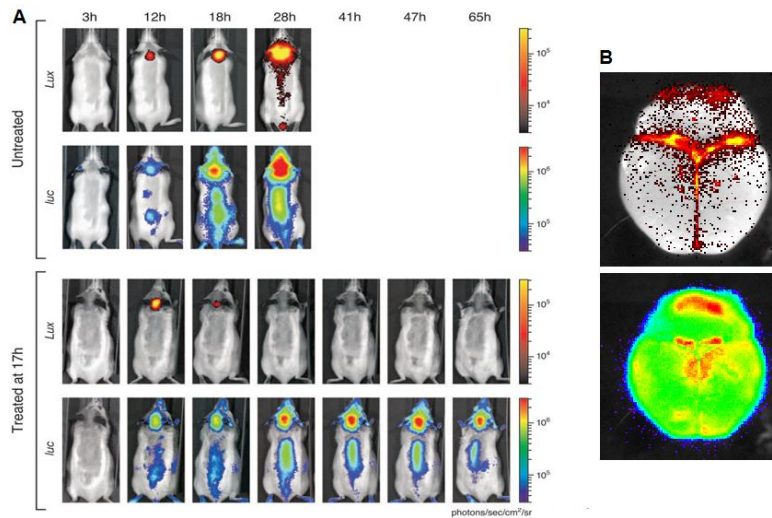 A
3h 12h 18h 28h 41h 47h 65h
Untreated
Lux
10⁵
10⁴
luc
10⁶
10⁵
B
Treated at 17h
Lux
10⁵
10⁴
luc
10⁶
10⁵
photons/sec/cm²/sr